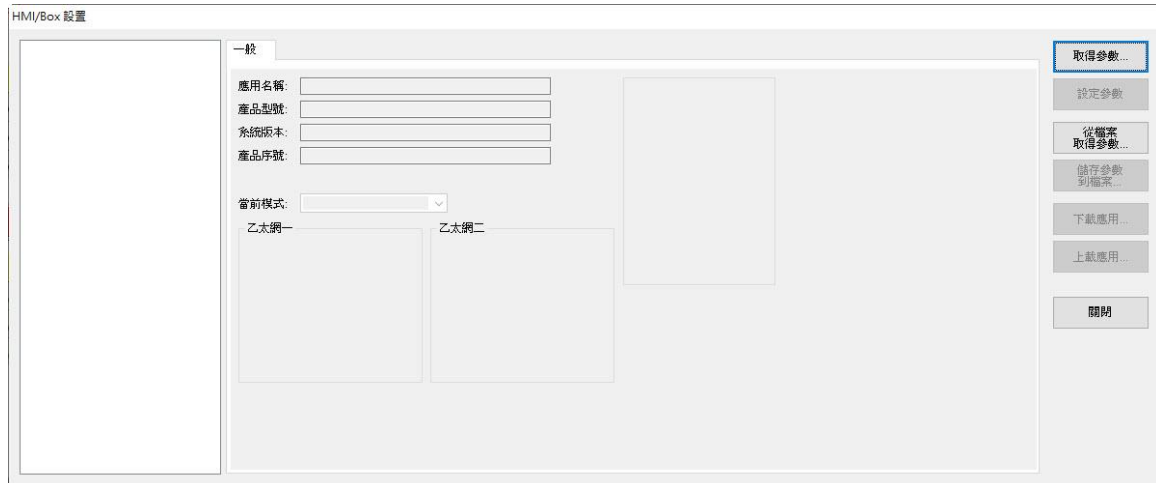 HMI/Box 設置
一般
應用名稱:
產品型號:
系統版本:
產品序號:
當前模式:
乙太網一
乙太網二
取得參數...
設定參數
從檔案
取得參數...
儲存參數
到檔案...
下載應用...
上載應用...
關閉